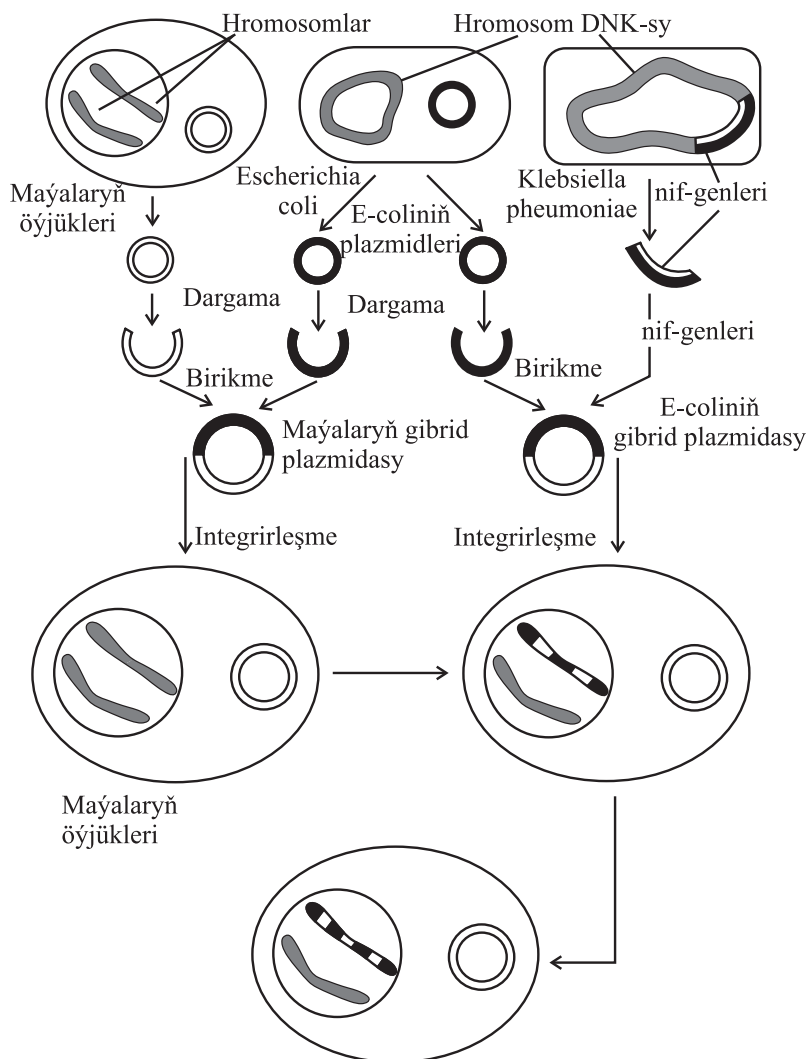 Hromosomlar
Hromosom DNK-sy
Maýalaryň
öýjükleri
Escherichia
coli
E-coliniň
plazmidleri
Klebsiella
pheumoniae
nif-genleri
Dargama
Dargama
nif-genleri
Birikme
Birikme
Maýalaryň gibrid
plazmidasy
E-coliniň
gibrid plazmidasy
Integrirleşme
Integrirleşme
Maýalaryň
öýjükleri